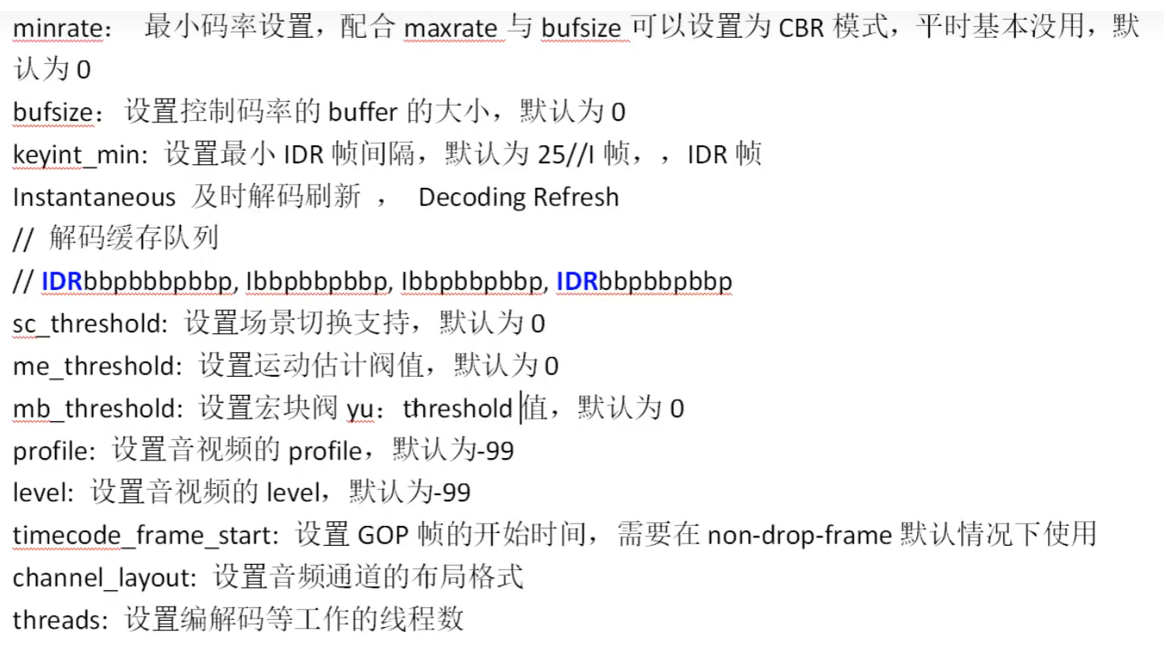 minrate： 最小码率设置，配合 maxrate 与 bufsize 可以设置为 CBR 模式，平时基本没用，默
认为 0
bufsize：设置控制码率的 buffer 的大小，默认为 0
keyint_min: 设置最小 IDR 帧间隔，默认为 25//I 帧，，IDR 帧
Instantaneous 及时解码刷新 ， Decoding Refresh
// 解码缓存队列
// IDRbbpbbbpbbp, Ibbpbbpbbp, Ibbpbbpbbp, IDRbbpbbpbbp
sc_threshold: 设置场景切换支持，默认为 0
me_threshold: 设置运动估计阀值，默认为 0
mb_threshold: 设置宏块阀 yu：threshold 值，默认为 0
profile: 设置音视频的 profile，默认为-99
level: 设置音视频的 level，默认为-99
timecode_frame_start: 设置 GOP 帧的开始时间，需要在 non-drop-frame 默认情况下使用
channel_layout: 设置音频通道的布局格式
threads: 设置编解码等工作的线程数